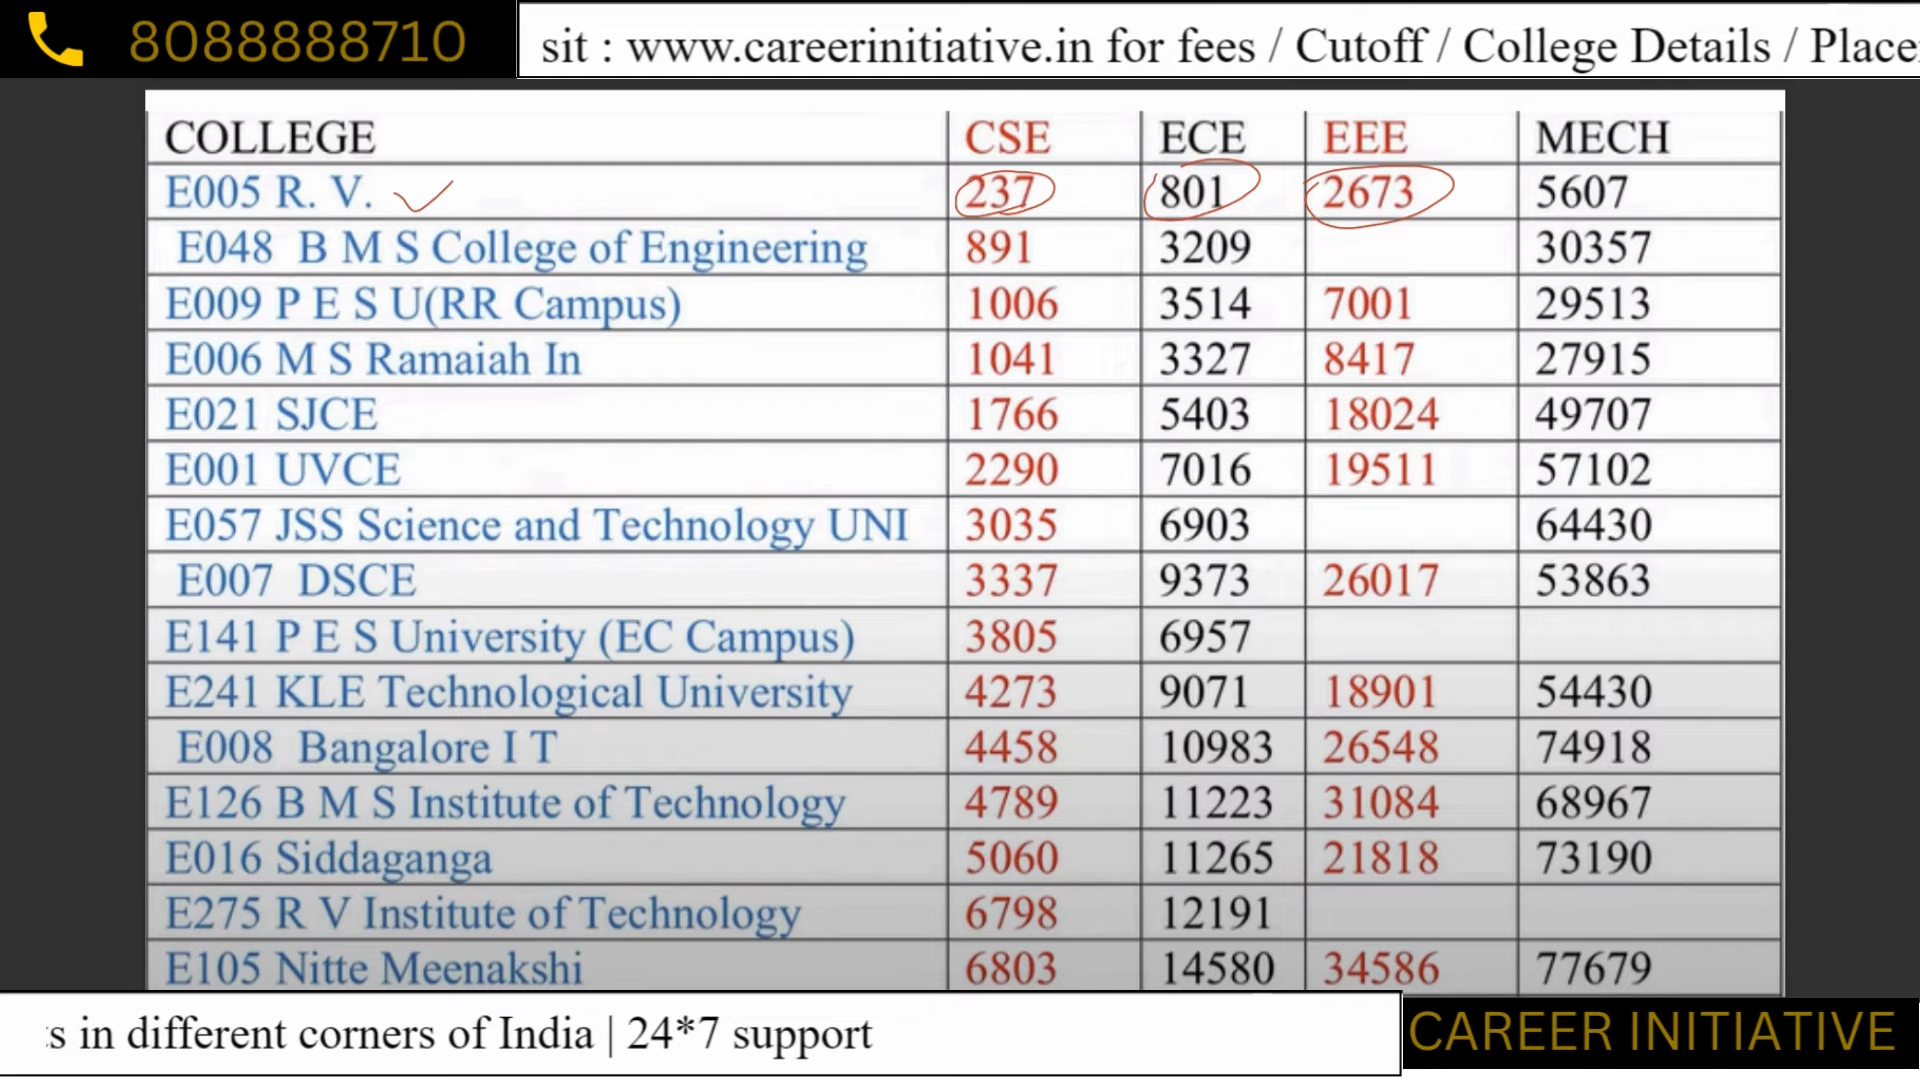 8088888710
sit : www.careerinitiative.in for fees / Cutoff / College Details / Place
COLLEGE CSE ECE EEE MECH
E005 R. V. 237 801 2673 5607
E048 B M S College of Engineering 891 3209 30357
E009 P E S U(RR Campus) 1006 3514 7001 29513
E006 M S Ramaiah In 1041 3327 8417 27915
E021 SJCE 1766 5403 18024 49707
E001 UVCE 2290 7016 19511 57102
E057 JSS Science and Technology UNI 3035 6903 64430
E007 DSCE 3337 9373 26017 53863
E141 P E S University (EC Campus) 3805 6957
E241 KLE Technological University 4273 9071 18901 54430
E008 Bangalore I T 4458 10983 26548 74918
E126 B M S Institute of Technology 4789 11223 31084 68967
E016 Siddaganga 5060 11265 21818 73190
E275 R V Institute of Technology 6798 12191
E105 Nitte Meenakshi 6803 14580 34586 77679
s in different corners of India | 24*7 support
CAREER INITIATIVE